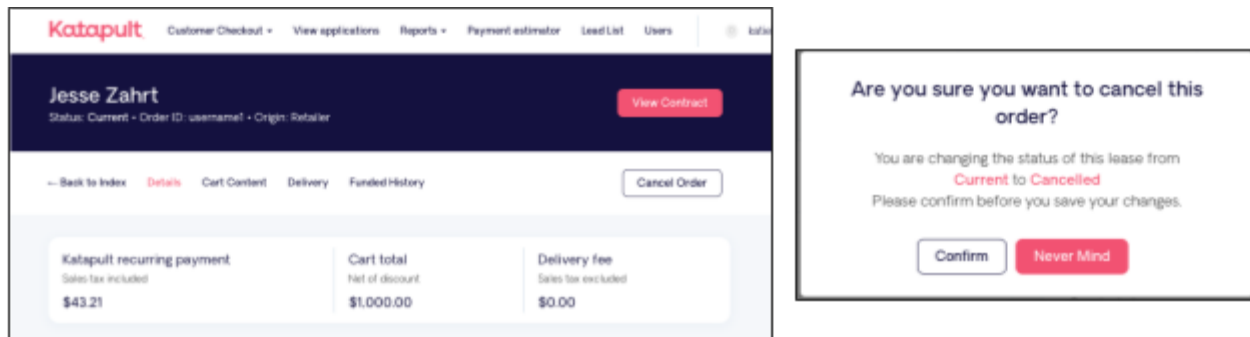 Katapult Customer Checkout View applications Reports Payment estimator Lead List Users
Jesse Zahrt
Status: Current • Order ID: username1 • Origin: Retailer
View Contract
← Back to Index Details Cart Content Delivery Funded History Cancel Order
Katapult recurring payment
Sales tax included
$43.21
Cart total
Net of discount
$1,000.00
Delivery fee
Sales tax excluded
$0.00
Are you sure you want to cancel this
order?
You are changing the status of this lease from
Current to Cancelled
Please confirm before you save your changes.
Confirm Never Mind